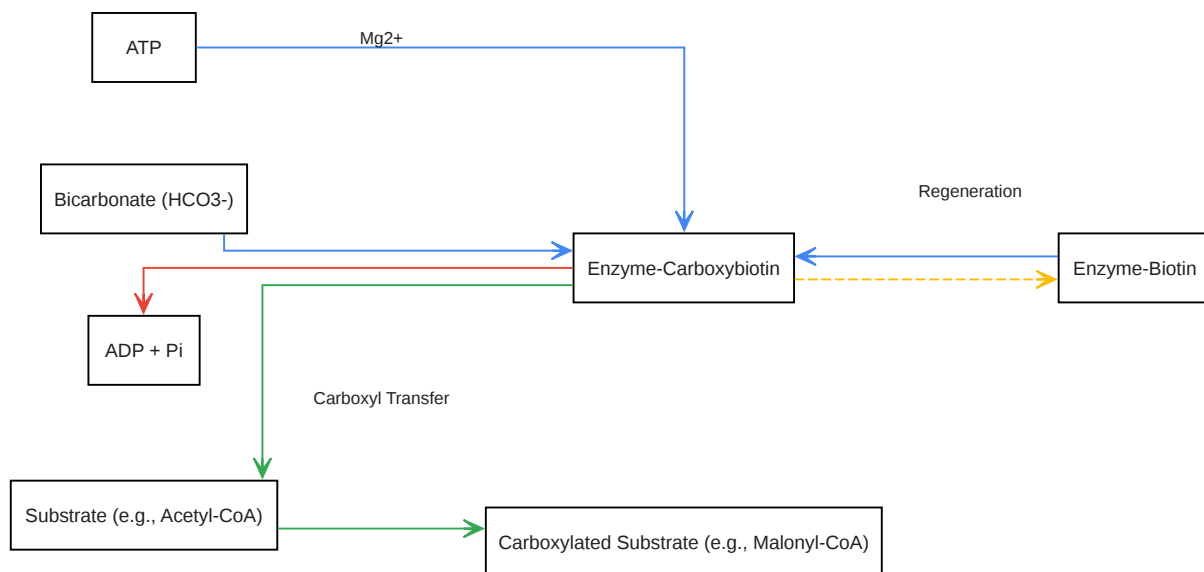 Mg2+
ATP
Bicarbonate (HCO3-)
Regeneration
Enzyme-Carboxybiotin
Enzyme-Biotin
ADP + Pi
Carboxyl Transfer
Substrate (e.g., Acetyl-CoA)
Carboxylated Substrate (e.g., Malonyl-CoA)